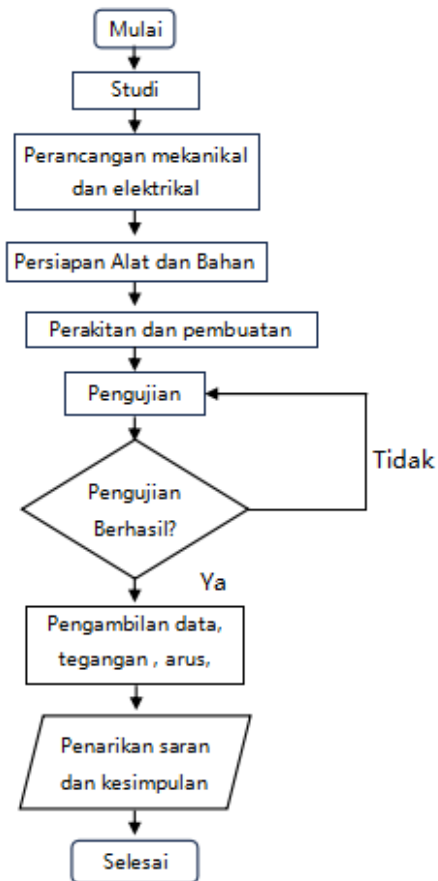 Mulai
Studi
Perancangan mekanikal
dan elektrikal
Persiapan Alat dan Bahan
Perakitan dan pembuatan
Pengujian
Tidak
Pengujian
Berhasil?
Ya
Pengambilan data,
tegangan , arus,
Penarikan saran
dan kesimpulan
Selesai